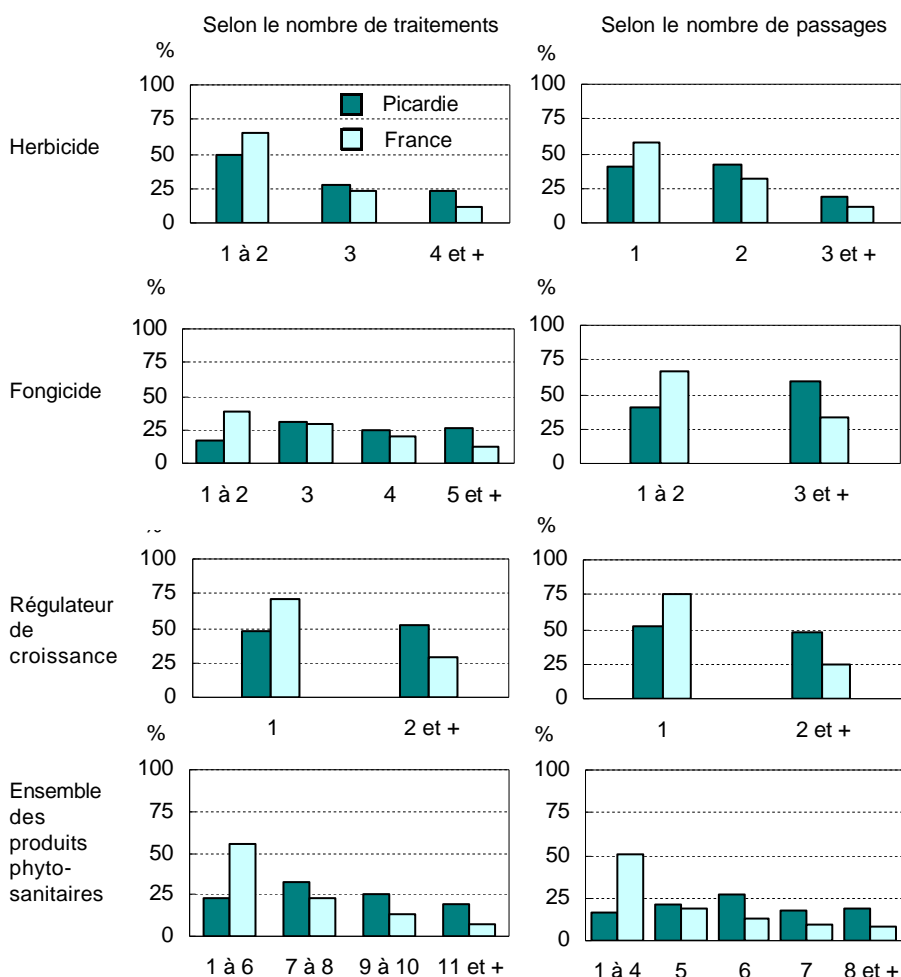 Selon le nombre de traitements
Selon le nombre de passages
Herbicide
%
100
75
50
25
0
Picardie
France
1 à 2
3
4 et +
%
100
75
50
25
0
1
2
3 et +
Fongicide
%
100
75
50
25
0
1 à 2
3
4
5 et +
%
100
75
50
25
0
1 à 2
3 et +
Régulateur
de
croissance
%
100
75
50
25
0
1
2 et +
%
100
75
50
25
0
1
2 et +
Ensemble
des
produits
phyto-
sanitaires
%
100
75
50
25
0
1 à 6
7 à 8
9 à 10
11 et +
%
100
75
50
25
0
1 à 4
5
6
7
8 et +